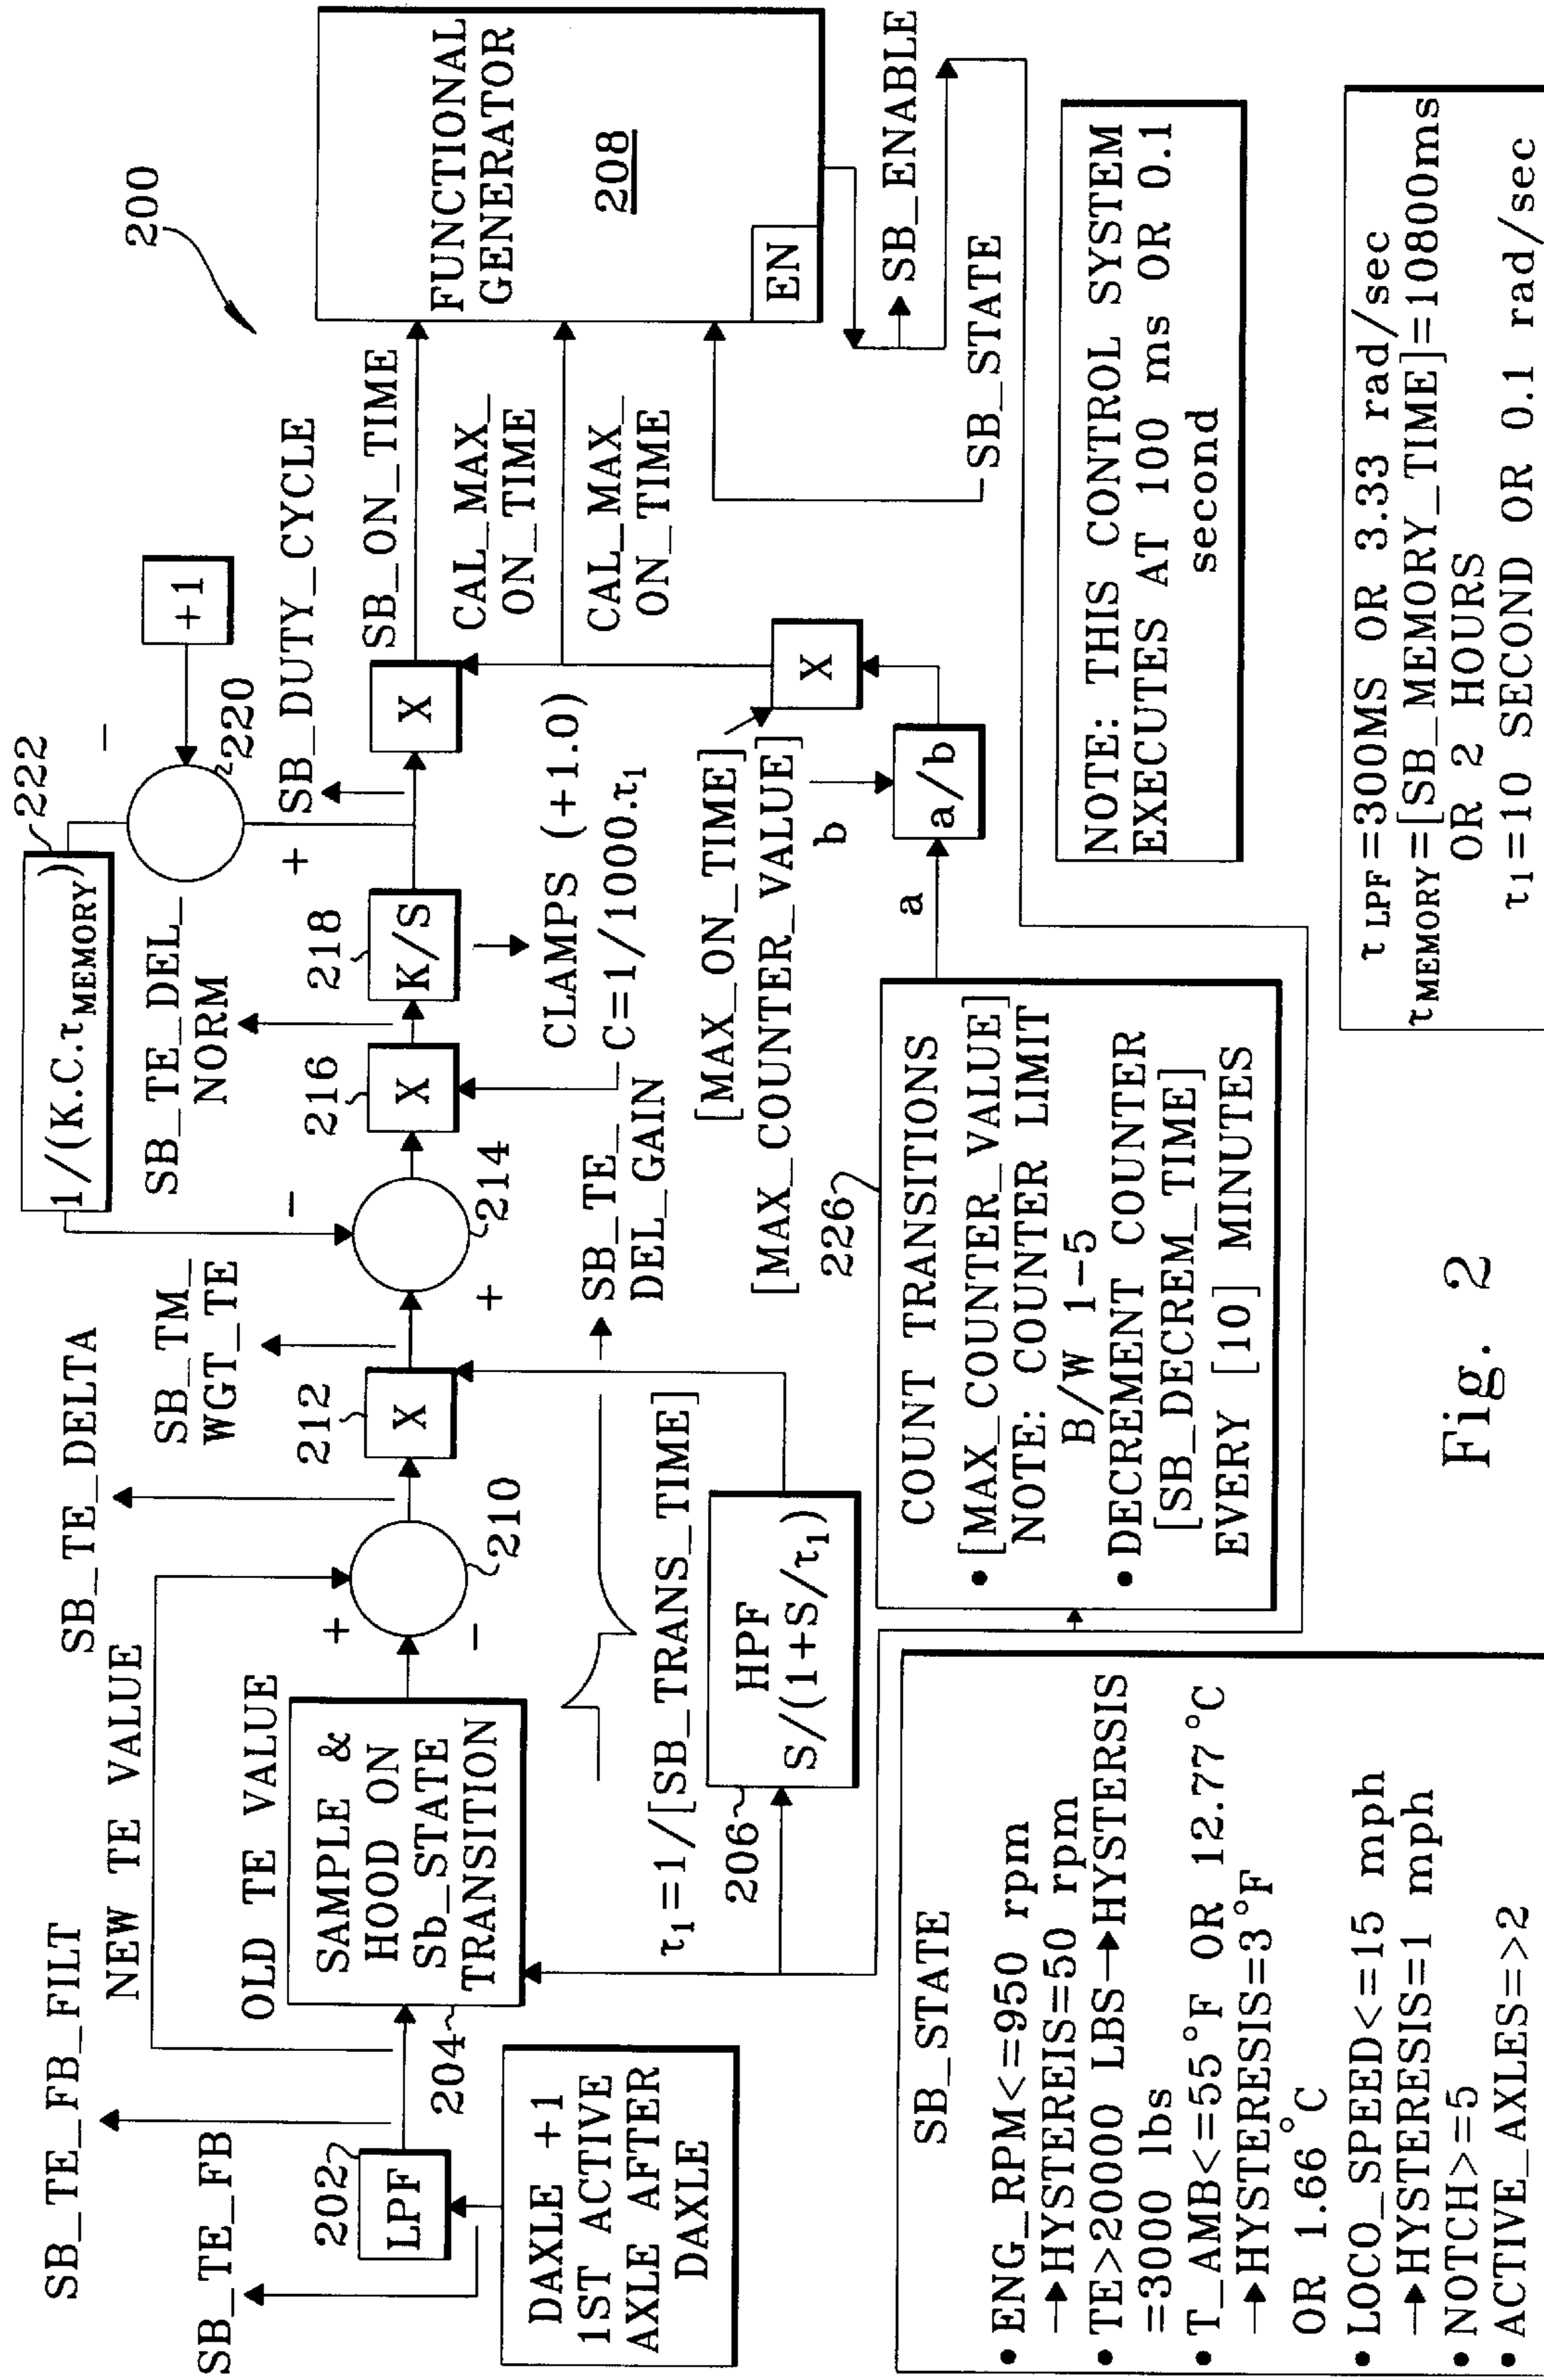 200
SB_TE_FB_FILT
NEW TE VALUE
SB_TE_DELTA
SB_TM_
WGT_TE
1/(K.C.τMEMORY)
222
SB_TE_DEL_
NORM
-
+1
220
+
SB_DUTY_CYCLE
SB_TE_FB
202
LPF
OLD TE VALUE
SAMPLE &
HOOD ON
Sb_STATE
TRANSITION
204
+
-
210
212
X
-
+
214
216
X
218
K/S
X
SB_ON_TIME
CAL_MAX_
ON_TIME
CAL_MAX_
ON_TIME
FUNCTIONAL
GENERATOR
208
EN
DAXLE +1
1ST ACTIVE
AXLE AFTER
DAXLE
τ1=1/[SB_TRANS_TIME]
206
HPF
S/(1+S/τ1)
SB_TE_
DEL_GAIN
CLAMPS (+1.0)
C=1/1000.τ1
[MAX_ON_TIME]
[MAX_COUNTER_VALUE]
b
X
a
a/b
SB_STATE
SB_ENABLE
226
COUNT TRANSITIONS
• [MAX_COUNTER_VALUE]
NOTE: COUNTER LIMIT
B/W 1-5
• DECREMENT COUNTER
[SB_DECREM_TIME]
EVERY [10] MINUTES
NOTE: THIS CONTROL SYSTEM
EXECUTES AT 100 ms OR 0.1
second
SB_STATE
• ENG_RPM<=950 rpm
→HYSTEREIS=50 rpm
• TE>20000 LBS→HYSTERSIS
=3000 lbs
• T_AMB<=55°F OR 12.77°C
→HYSTERESIS=3°F
OR 1.66°C
• LOCO_SPEED<=15 mph
→HYSTERESIS=1 mph
• NOTCH>=5
• ACTIVE_AXLES=>2
τLPF=300MS OR 3.33 rad/sec
τMEMORY=[SB_MEMORY_TIME]=10800ms
OR 2 HOURS
τ1=10 SECOND OR 0.1 rad/sec
Fig. 2